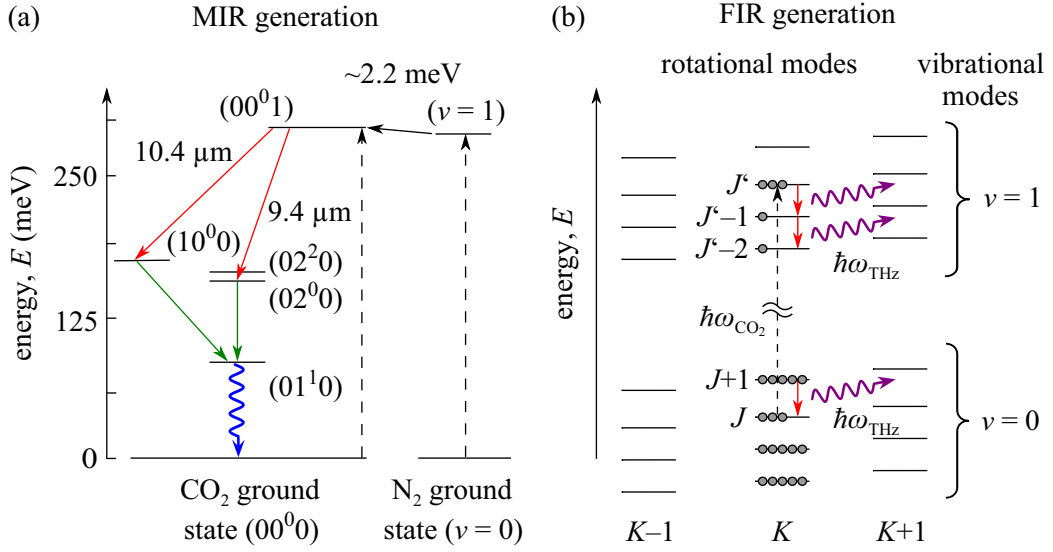 (a)
MIR generation
energy, E (meV)
250
125
0
~2.2 meV
(00⁰1)
(v = 1)
10.4 µm
9.4 µm
(10⁰0)
(02²0)
(02⁰0)
(01¹0)
CO₂ ground
state (00⁰0)
N₂ ground
state (v = 0)
(b)
FIR generation
rotational modes
vibrational
modes
energy, E
J‘
J‘–1
J‘–2
ħω_THz
v = 1
ħω_CO₂
J+1
J
ħω_THz
v = 0
K–1
K
K+1